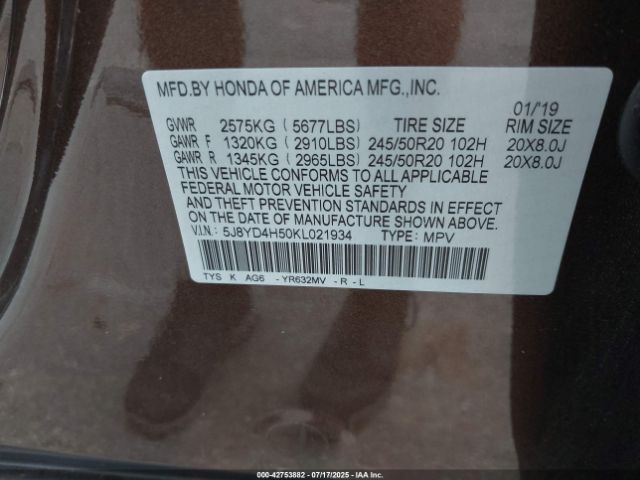 MFD.BY HONDA OF AMERICA MFG.,INC.
01/'19
GVWR 2575KG ( 5677LBS) TIRE SIZE RIM SIZE
GAWR F 1320KG ( 2910LBS) 245/50R20 102H 20X8.0J
GAWR R 1345KG ( 2965LBS) 245/50R20 102H 20X8.0J
THIS VEHICLE CONFORMS TO ALL APPLICABLE
FEDERAL MOTOR VEHICLE SAFETY
AND THEFT PREVENTION STANDARDS IN EFFECT
ON THE DATE OF MANUFACTURE SHOWN ABOVE.
V.I.N: 5J8YD4H50KL021934 TYPE: MPV
TYS K AG6 -YR632MV - R - L
000-42753882 - 07/17/2025 - IAAI.COM